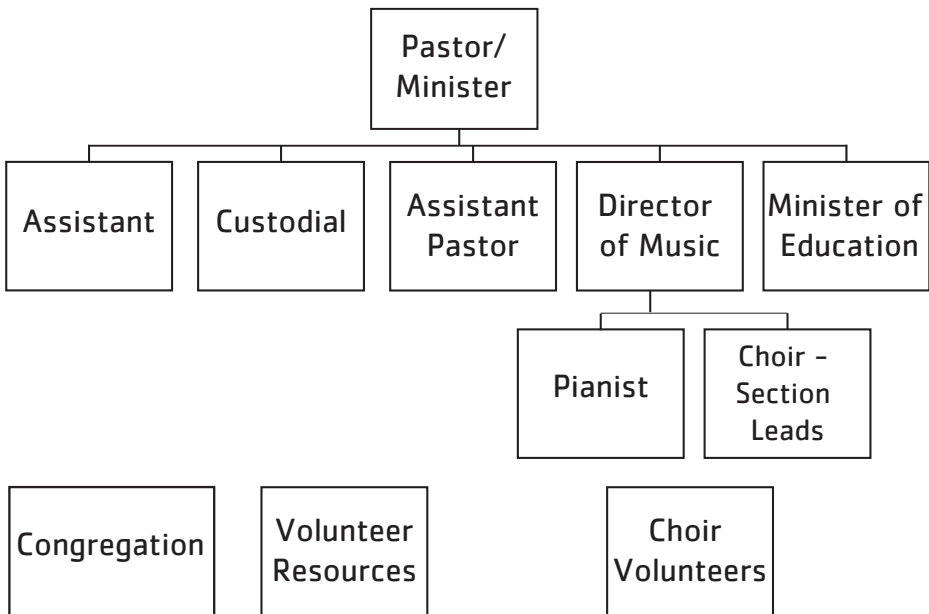 Pastor/
Minister
Assistant
Custodial
Assistant
Pastor
Director
of Music
Minister of
Education
Pianist
Choir –
Section
Leads
Congregation
Volunteer
Resources
Choir
Volunteers